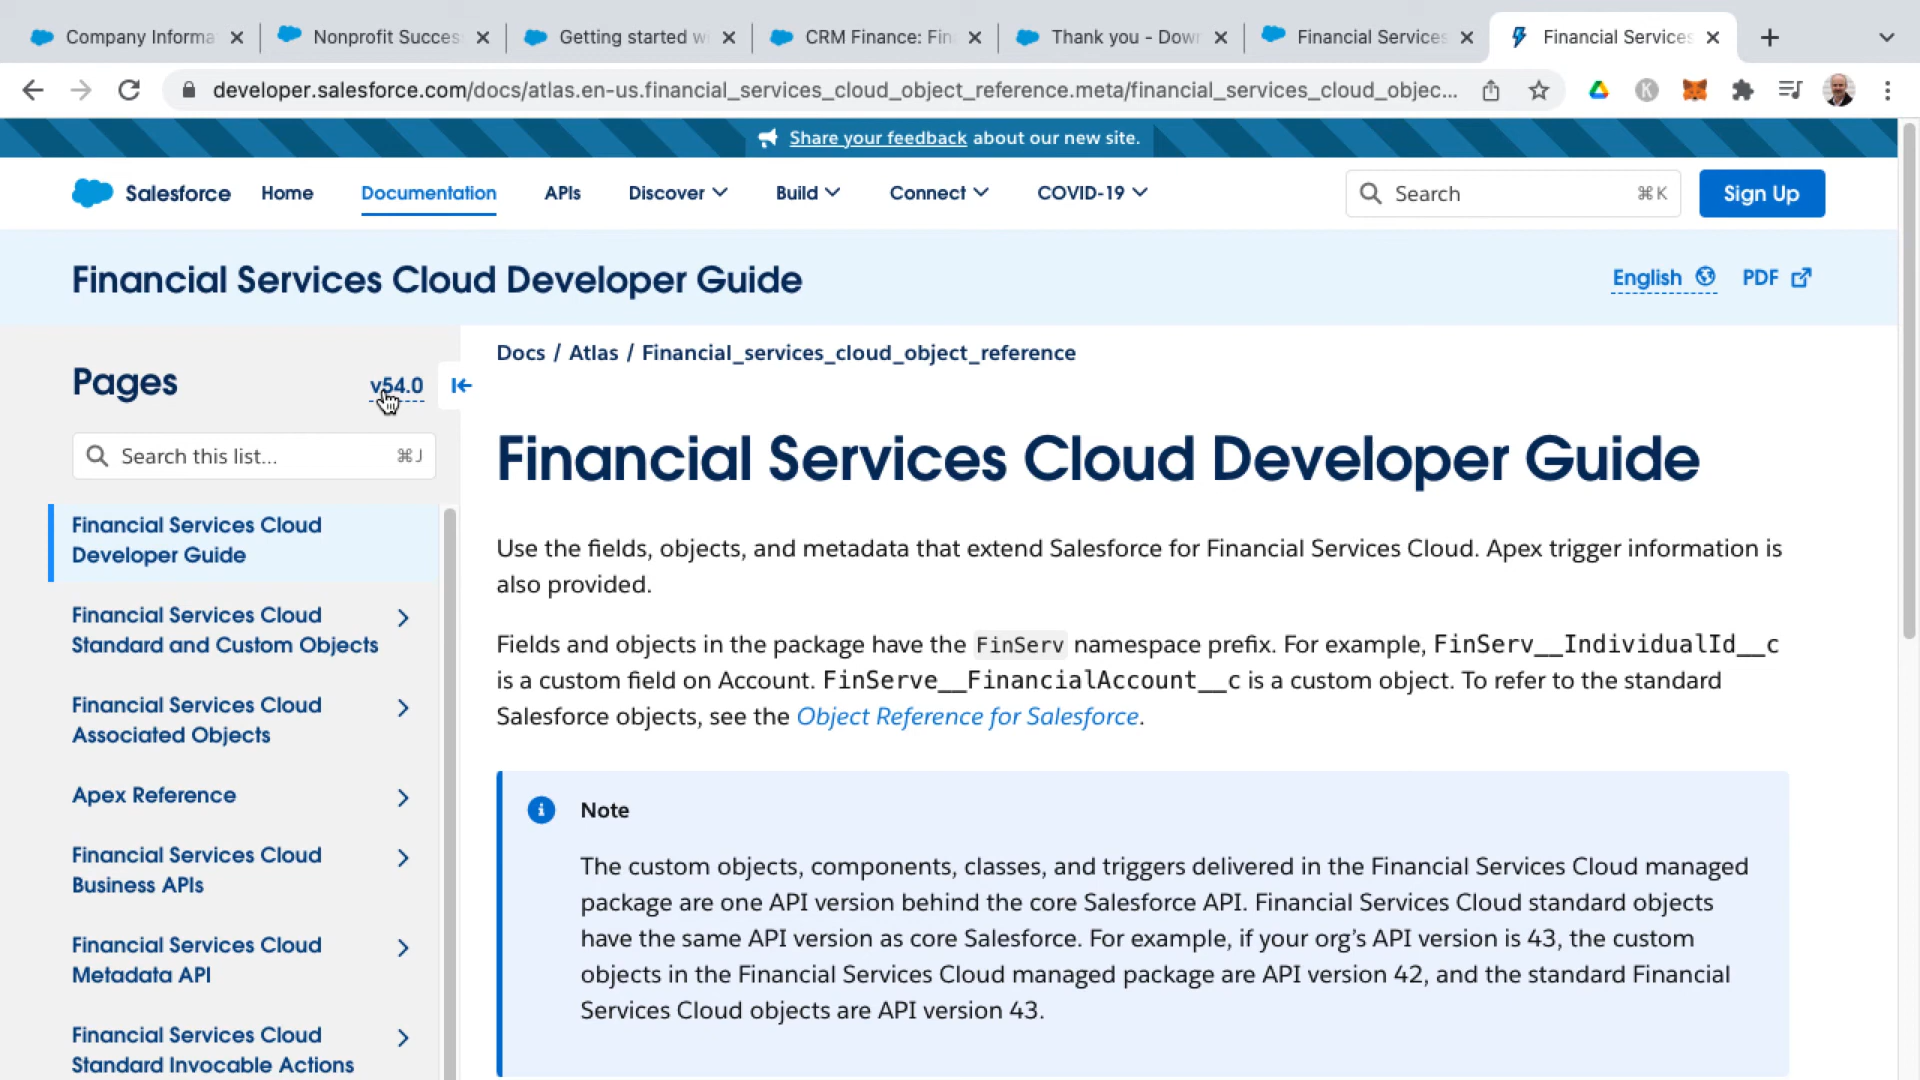 Company Informa
Nonprofit Succes
Getting started w
CRM Finance: Fin
Thank you - Dow
Financial Services
Financial Services
developer.salesforce.com/docs/atlas.en-us.financial_services_cloud_object_reference.meta/financial_services_cloud_objec...
K
Share your feedback about our new site.
Salesforce
Home
Documentation
APIs
Discover
Build
Connect
COVID-19
Search
⌘K
Sign Up
Financial Services Cloud Developer Guide
English
PDF
Pages
v54.0
Search this list...
⌘J
Financial Services Cloud
Developer Guide
Financial Services Cloud
Standard and Custom Objects
Financial Services Cloud
Associated Objects
Apex Reference
Financial Services Cloud
Business APIs
Financial Services Cloud
Metadata API
Financial Services Cloud
Standard Invocable Actions
Docs / Atlas / Financial_services_cloud_object_reference
Financial Services Cloud Developer Guide
Use the fields, objects, and metadata that extend Salesforce for Financial Services Cloud. Apex trigger information is
also provided.
Fields and objects in the package have the FinServ namespace prefix. For example, FinServ__IndividualId__c
is a custom field on Account. FinServe__FinancialAccount__c is a custom object. To refer to the standard
Salesforce objects, see the Object Reference for Salesforce.
Note
The custom objects, components, classes, and triggers delivered in the Financial Services Cloud managed
package are one API version behind the core Salesforce API. Financial Services Cloud standard objects
have the same API version as core Salesforce. For example, if your org’s API version is 43, the custom
objects in the Financial Services Cloud managed package are API version 42, and the standard Financial
Services Cloud objects are API version 43.